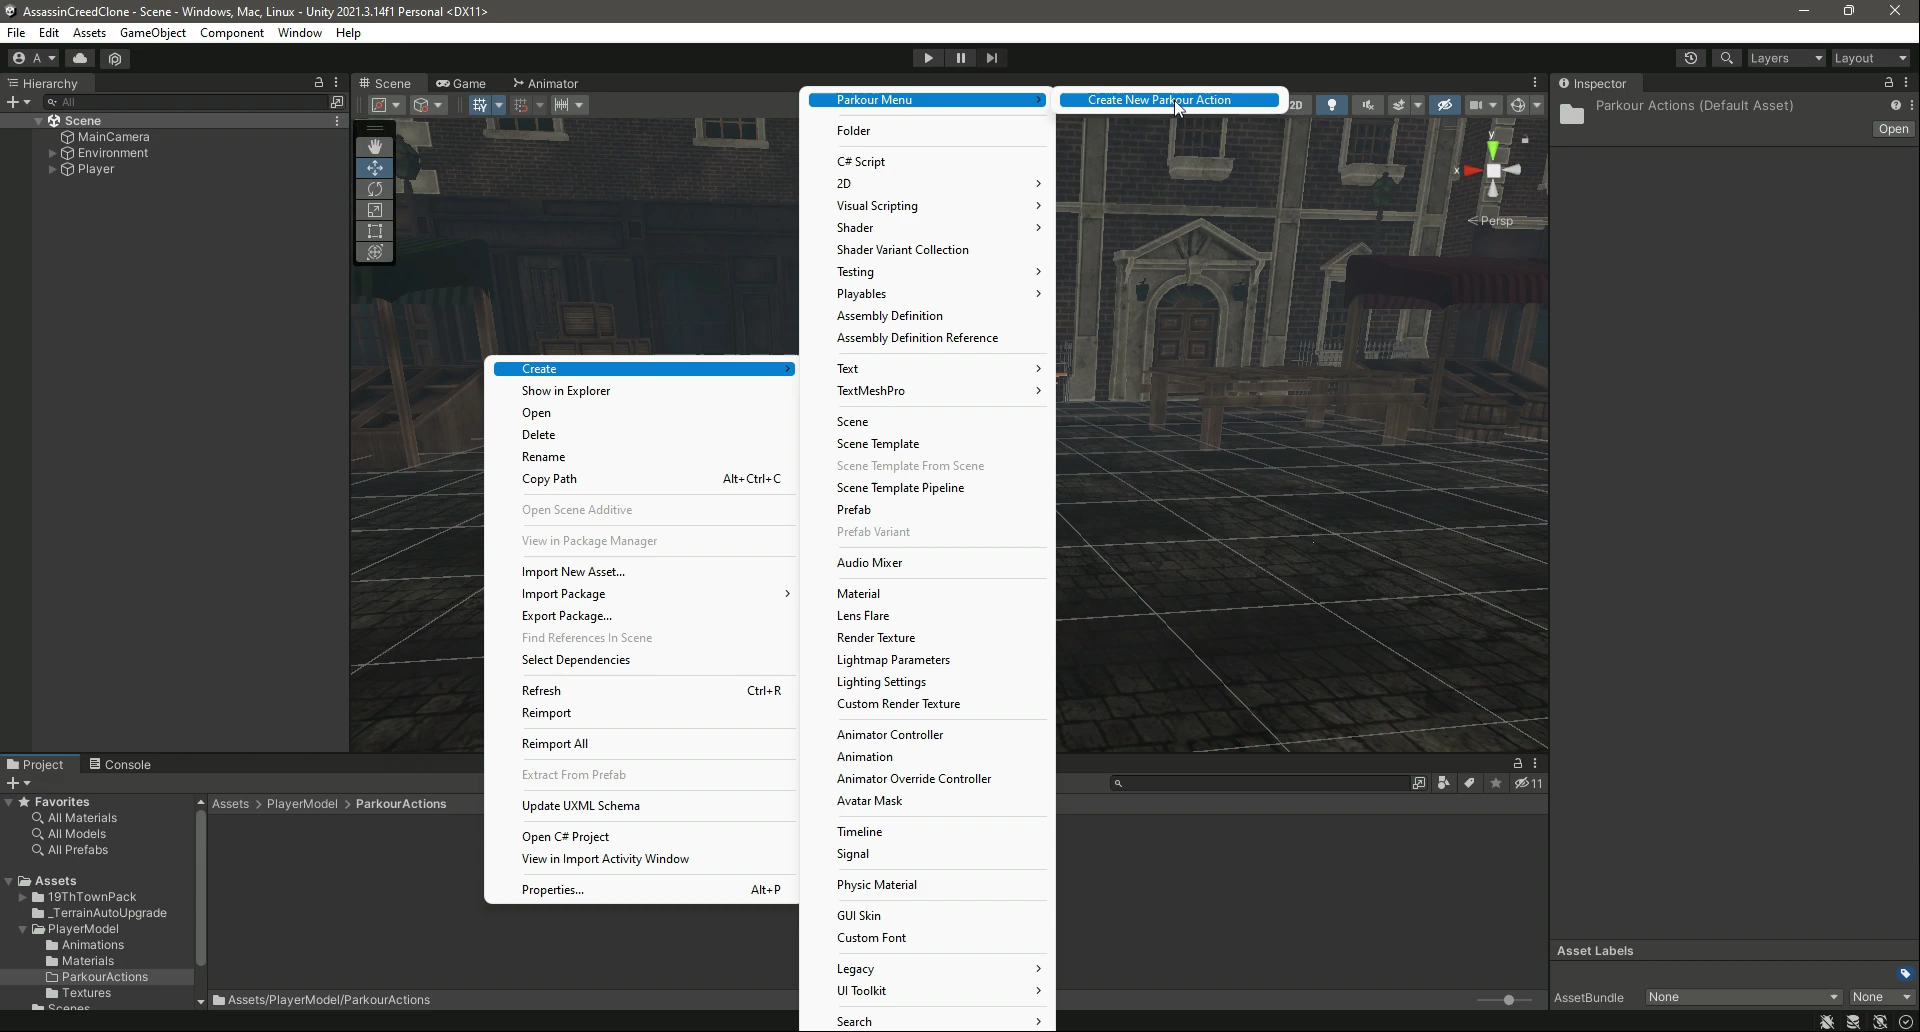 AssassinCreedClone - Scene - Windows, Mac, Linux - Unity 2021.3.14f1 Personal <DX11>
File Edit Assets GameObject Component Window Help
A
Layers Layout
Hierarchy
Scene Game Animator
Inspector
All
Scene
MainCamera
Environment
Player
2D
y
x
Persp
Parkour Actions (Default Asset)
Open
Parkour Menu
Create New Parkour Action
Folder
C# Script
2D
Visual Scripting
Shader
Shader Variant Collection
Testing
Playables
Assembly Definition
Assembly Definition Reference
Text
TextMeshPro
Scene
Scene Template
Scene Template From Scene
Scene Template Pipeline
Prefab
Prefab Variant
Audio Mixer
Material
Lens Flare
Render Texture
Lightmap Parameters
Lighting Settings
Custom Render Texture
Animator Controller
Animation
Animator Override Controller
Avatar Mask
Timeline
Signal
Physic Material
GUI Skin
Custom Font
Legacy
UI Toolkit
Search
Create
Show in Explorer
Open
Delete
Rename
Copy Path Alt+Ctrl+C
Open Scene Additive
View in Package Manager
Import New Asset...
Import Package
Export Package...
Find References In Scene
Select Dependencies
Refresh Ctrl+R
Reimport
Reimport All
Extract From Prefab
Update UXML Schema
Open C# Project
View in Import Activity Window
Properties... Alt+P
Project Console
11
Favorites
All Materials
All Models
All Prefabs
Assets
19ThTownPack
_TerrainAutoUpgrade
PlayerModel
Animations
Materials
ParkourActions
Textures
Scenes
Assets > PlayerModel > ParkourActions
Assets/PlayerModel/ParkourActions
Asset Labels
AssetBundle None None